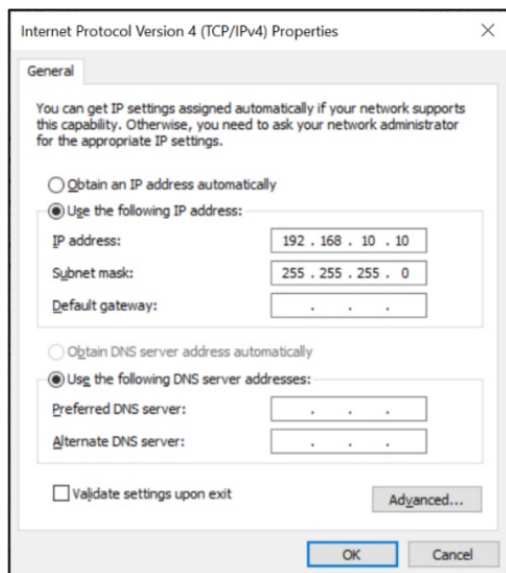 Internet Protocol Version 4 (TCP/IPv4) Properties
General
You can get IP settings assigned automatically if your network supports
this capability. Otherwise, you need to ask your network administrator
for the appropriate IP settings.
Obtain an IP address automatically
Use the following IP address:
IP address: 192 . 168 . 10 . 10
Subnet mask: 255 . 255 . 255 . 0
Default gateway: . . .
Obtain DNS server address automatically
Use the following DNS server addresses:
Preferred DNS server: . . .
Alternate DNS server: . . .
Validate settings upon exit
Advanced...
OK Cancel